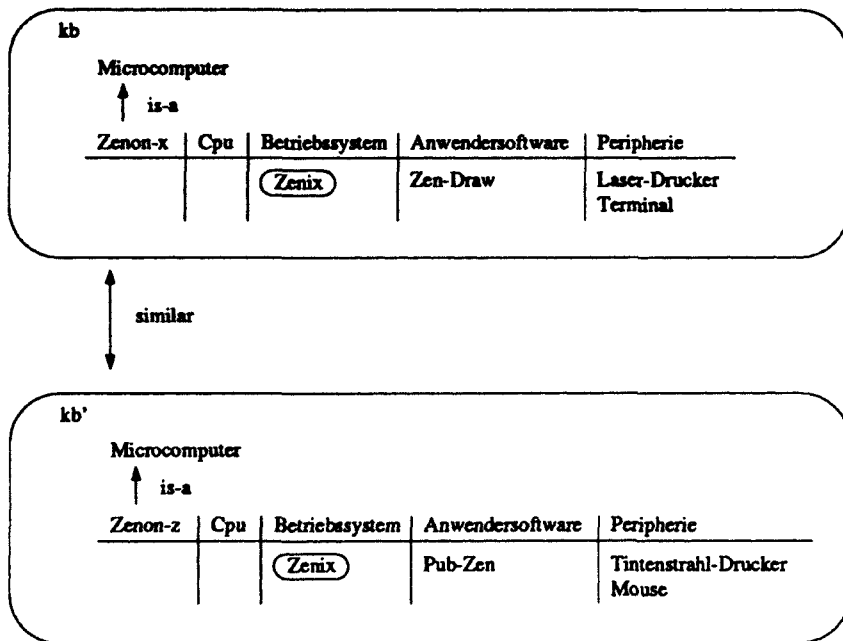 kb
Microcomputer
is-a
Zenon-x Cpu Betriebssystem Anwendersoftware Peripherie
Zenix Zen-Draw Laser-Drucker
Terminal
similar
kb'
Microcomputer
is-a
Zenon-z Cpu Betriebssystem Anwendersoftware Peripherie
Zenix Pub-Zen Tintenstrahl-Drucker
Mouse